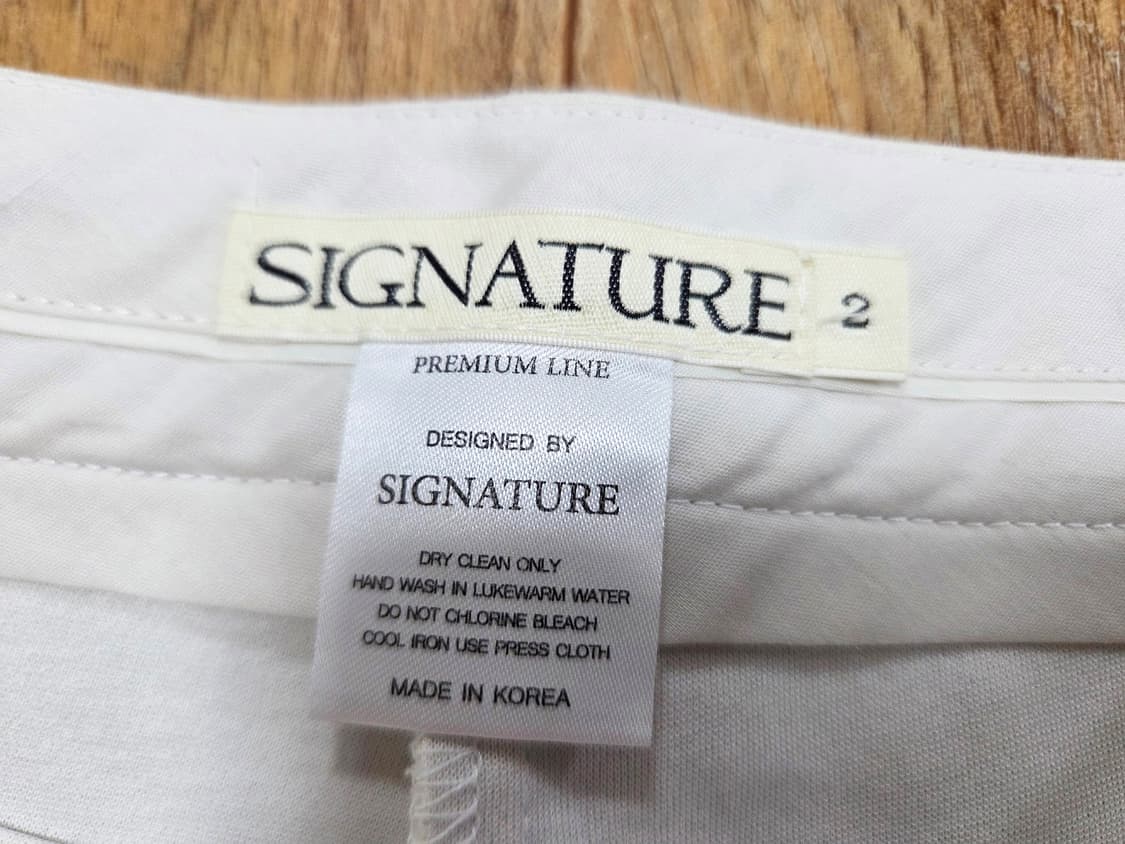 SIGNATURE 2
PREMIUM LINE
DESIGNED BY
SIGNATURE
DRY CLEAN ONLY
HAND WASH IN LUKEWARM WATER
DO NOT CHLORINE BLEACH
COOL IRON USE PRESS CLOTH
MADE IN KOREA